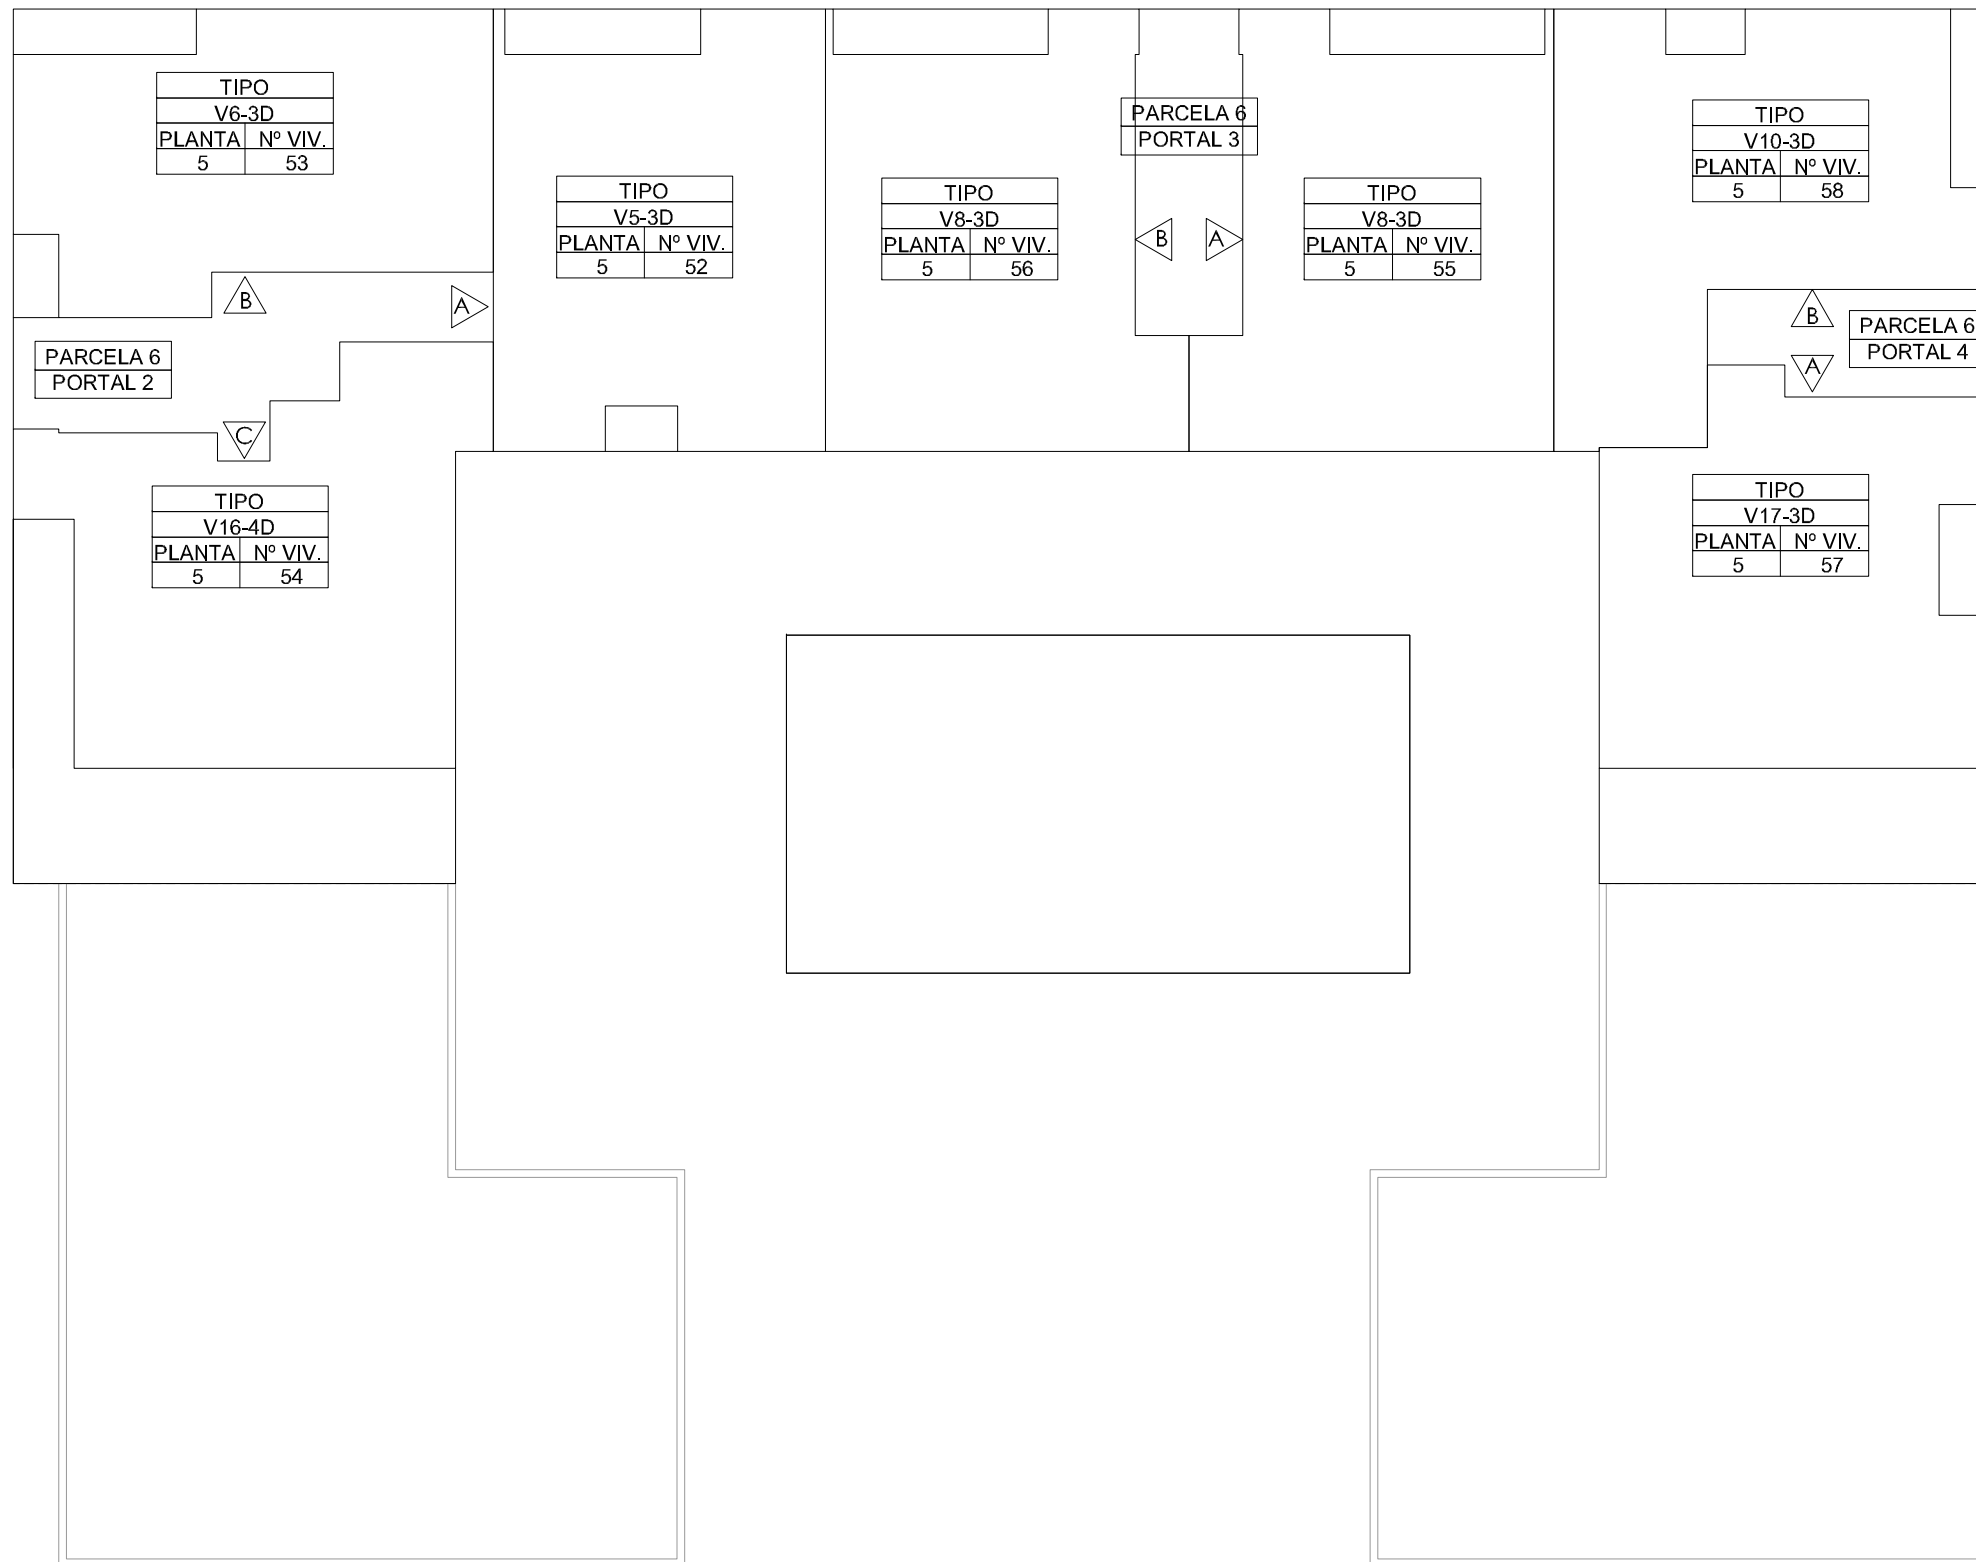 TIPO
V6-3D
PLANTA Nº VIV.
5 53
B
A
PARCELA 6
PORTAL 2
C
TIPO
V16-4D
PLANTA Nº VIV.
5 54
TIPO
V5-3D
PLANTA Nº VIV.
5 52
TIPO
V8-3D
PLANTA Nº VIV.
5 56
PARCELA 6
PORTAL 3
B A
TIPO
V8-3D
PLANTA Nº VIV.
5 55
TIPO
V10-3D
PLANTA Nº VIV.
5 58
B
PARCELA 6
PORTAL 4
A
TIPO
V17-3D
PLANTA Nº VIV.
5 57